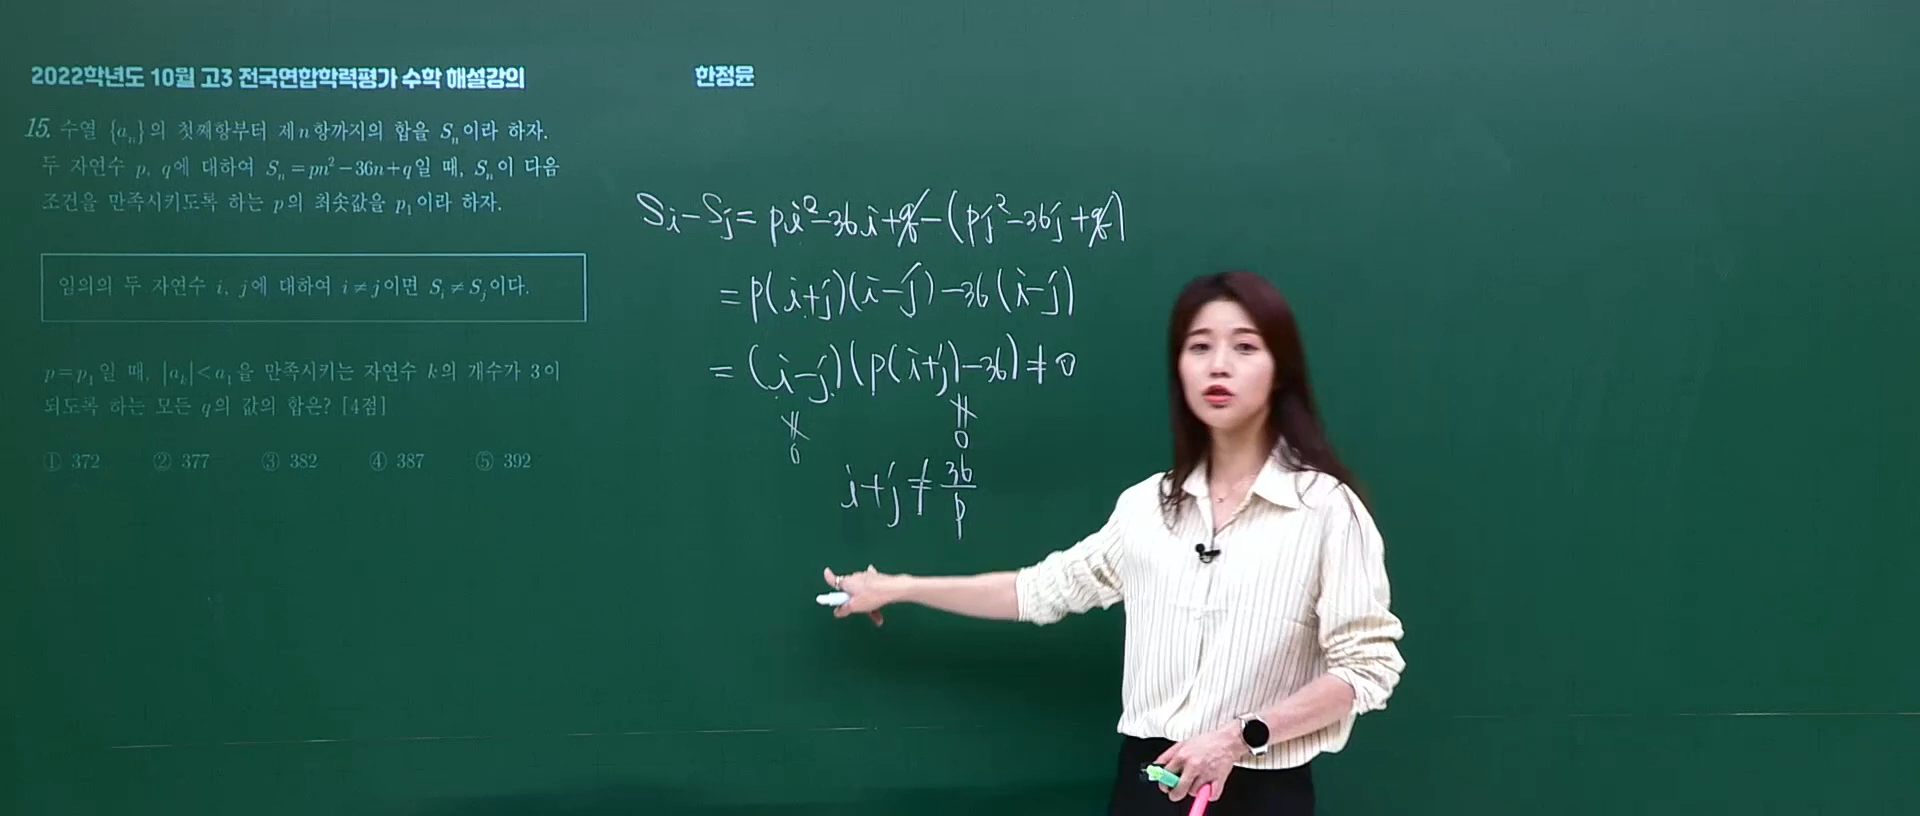 2022학년도 10월 고3 전국연합학력평가 수학 해설강의
한정윤
15. 수열 {aₙ}의 첫째항부터 제n항까지의 합을 Sₙ이라 하자.
두 자연수 p, q에 대하여 Sₙ=pn²-36n+q일 때, Sₙ이 다음
조건을 만족시키도록 하는 p의 최솟값을 p₁이라 하자.
임의의 두 자연수 i, j에 대하여 i≠j이면 Sᵢ≠Sⱼ이다.
p=p₁일 때, |aₖ|<a₁을 만족시키는 자연수 k의 개수가 3이
되도록 하는 모든 q의 값의 합은? [4점]
① 372 ② 377 ③ 382 ④ 387 ⑤ 392
Sᵢ-Sⱼ=pi²-36i+q-(pj²-36j+q)
=p(i+j)(i-j)-36(i-j)
=(i-j)(p(i+j)-36)≠0
≠ ≠
0 0
i+j≠36/p